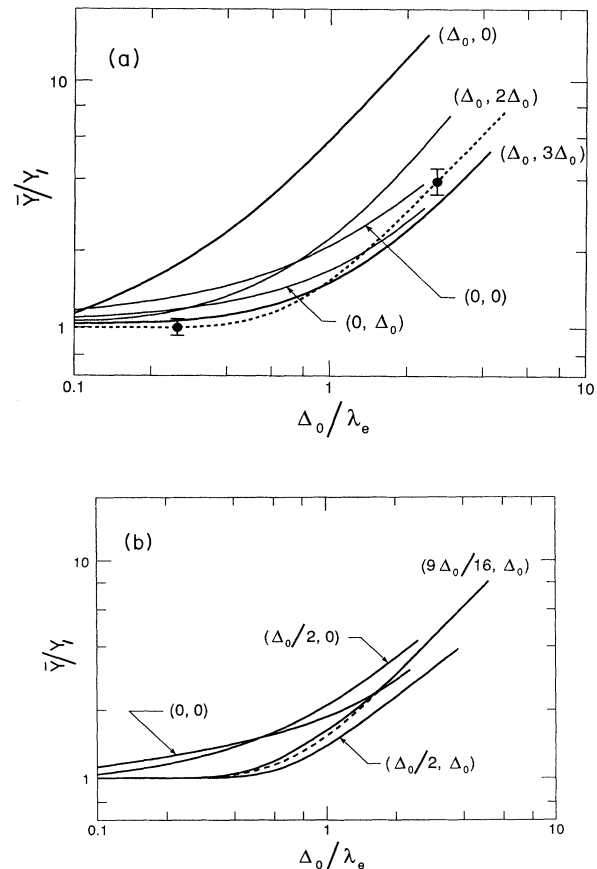 (a)
(Δ₀, 0)
10
(Δ₀, 2Δ₀)
(Δ₀, 3Δ₀)
Ȳ/Y₁
(0, 0)
(0, Δ₀)
1
0.1 1 10
Δ₀/λₑ
(b)
10
(9Δ₀/16, Δ₀)
(Δ₀/2, 0)
Ȳ/Y₁
(0, 0)
(Δ₀/2, Δ₀)
1
0.1 1 10
Δ₀/λₑ